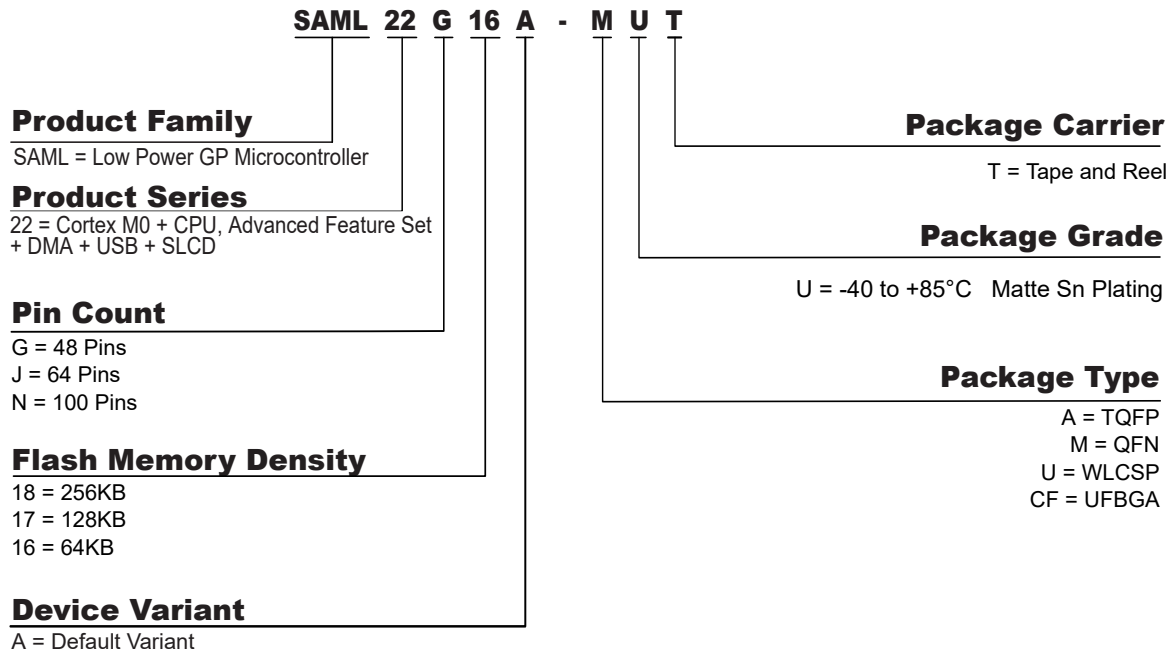 SAML 22 G 16 A - M U T
Product Family
SAML = Low Power GP Microcontroller
Product Series
22 = Cortex M0 + CPU, Advanced Feature Set
+ DMA + USB + SLCD
Pin Count
G = 48 Pins
J = 64 Pins
N = 100 Pins
Flash Memory Density
18 = 256KB
17 = 128KB
16 = 64KB
Device Variant
A = Default Variant
Package Carrier
T = Tape and Reel
Package Grade
U = -40 to +85°C Matte Sn Plating
Package Type
A = TQFP
M = QFN
U = WLCSP
CF = UFBGA